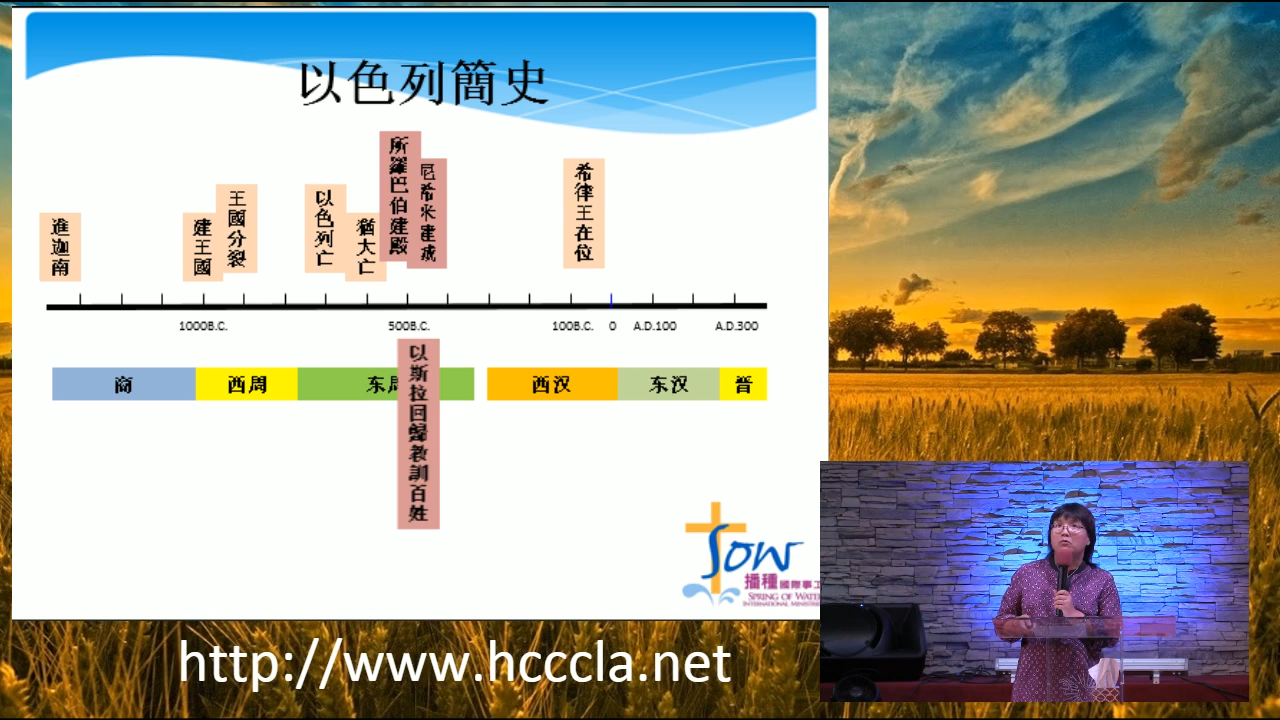 以色列簡史
進迦南
建王國
王國分裂
以色列亡
猶大亡
所羅巴伯建殿
尼希米建城
希律王在位
1000B.C.
500B.C.
100B.C.
0
A.D.100
A.D.300
商
西周
东周
西汉
东汉
晋
以斯拉回歸教訓百姓
SOW
播種國際事工
SPRING OF WATER
INTERNATIONAL MINISTRIES
http://www.hcccla.net